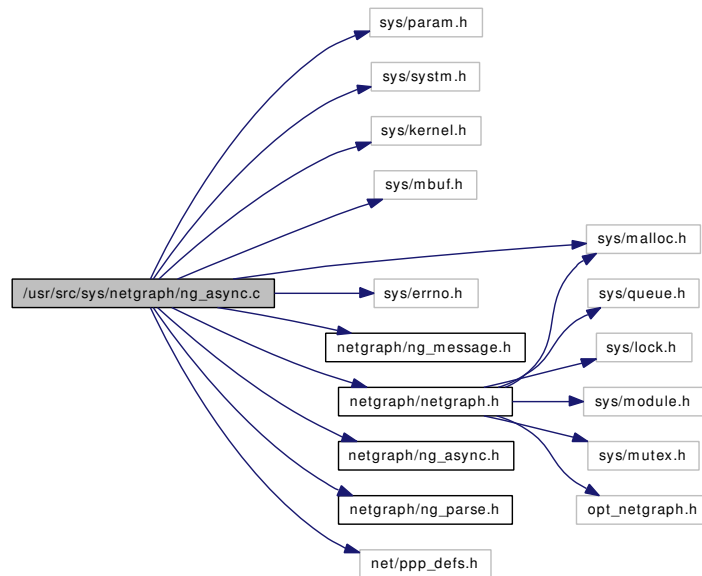 sys/param.h
sys/systm.h
sys/kernel.h
sys/mbuf.h
sys/malloc.h
/usr/src/sys/netgraph/ng_async.c
sys/errno.h
sys/queue.h
netgraph/ng_message.h
sys/lock.h
netgraph/netgraph.h
sys/module.h
netgraph/ng_async.h
sys/mutex.h
netgraph/ng_parse.h
opt_netgraph.h
net/ppp_defs.h